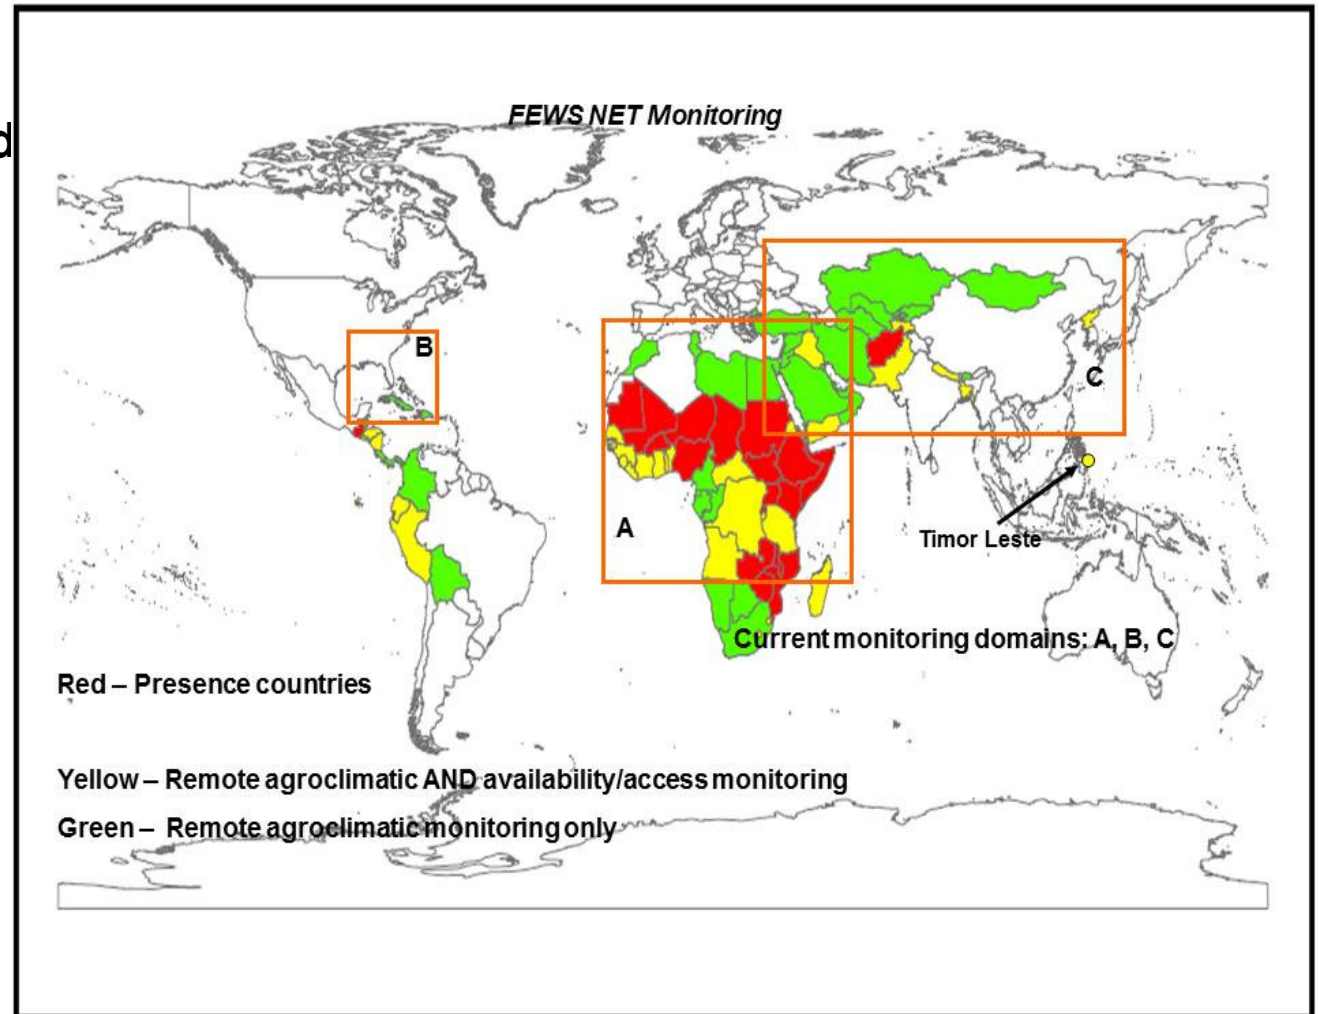 d
FEWS NET Monitoring
B
C
A
Timor Leste
Current monitoring domains: A, B, C
Red – Presence countries
Yellow – Remote agroclimatic AND availability/access monitoring
Green – Remote agroclimatic monitoring only